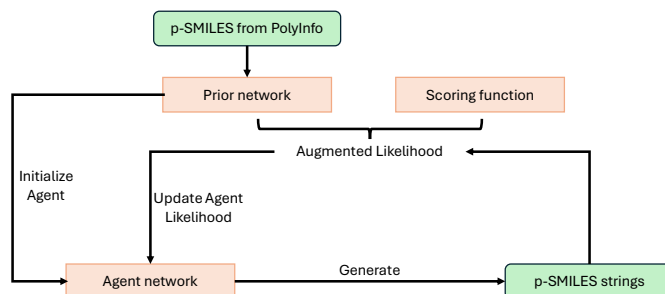 p-SMILES from PolyInfo
Prior network
Scoring function
Augmented Likelihood
Initialize
Agent
Update Agent
Likelihood
Agent network
Generate
p-SMILES strings